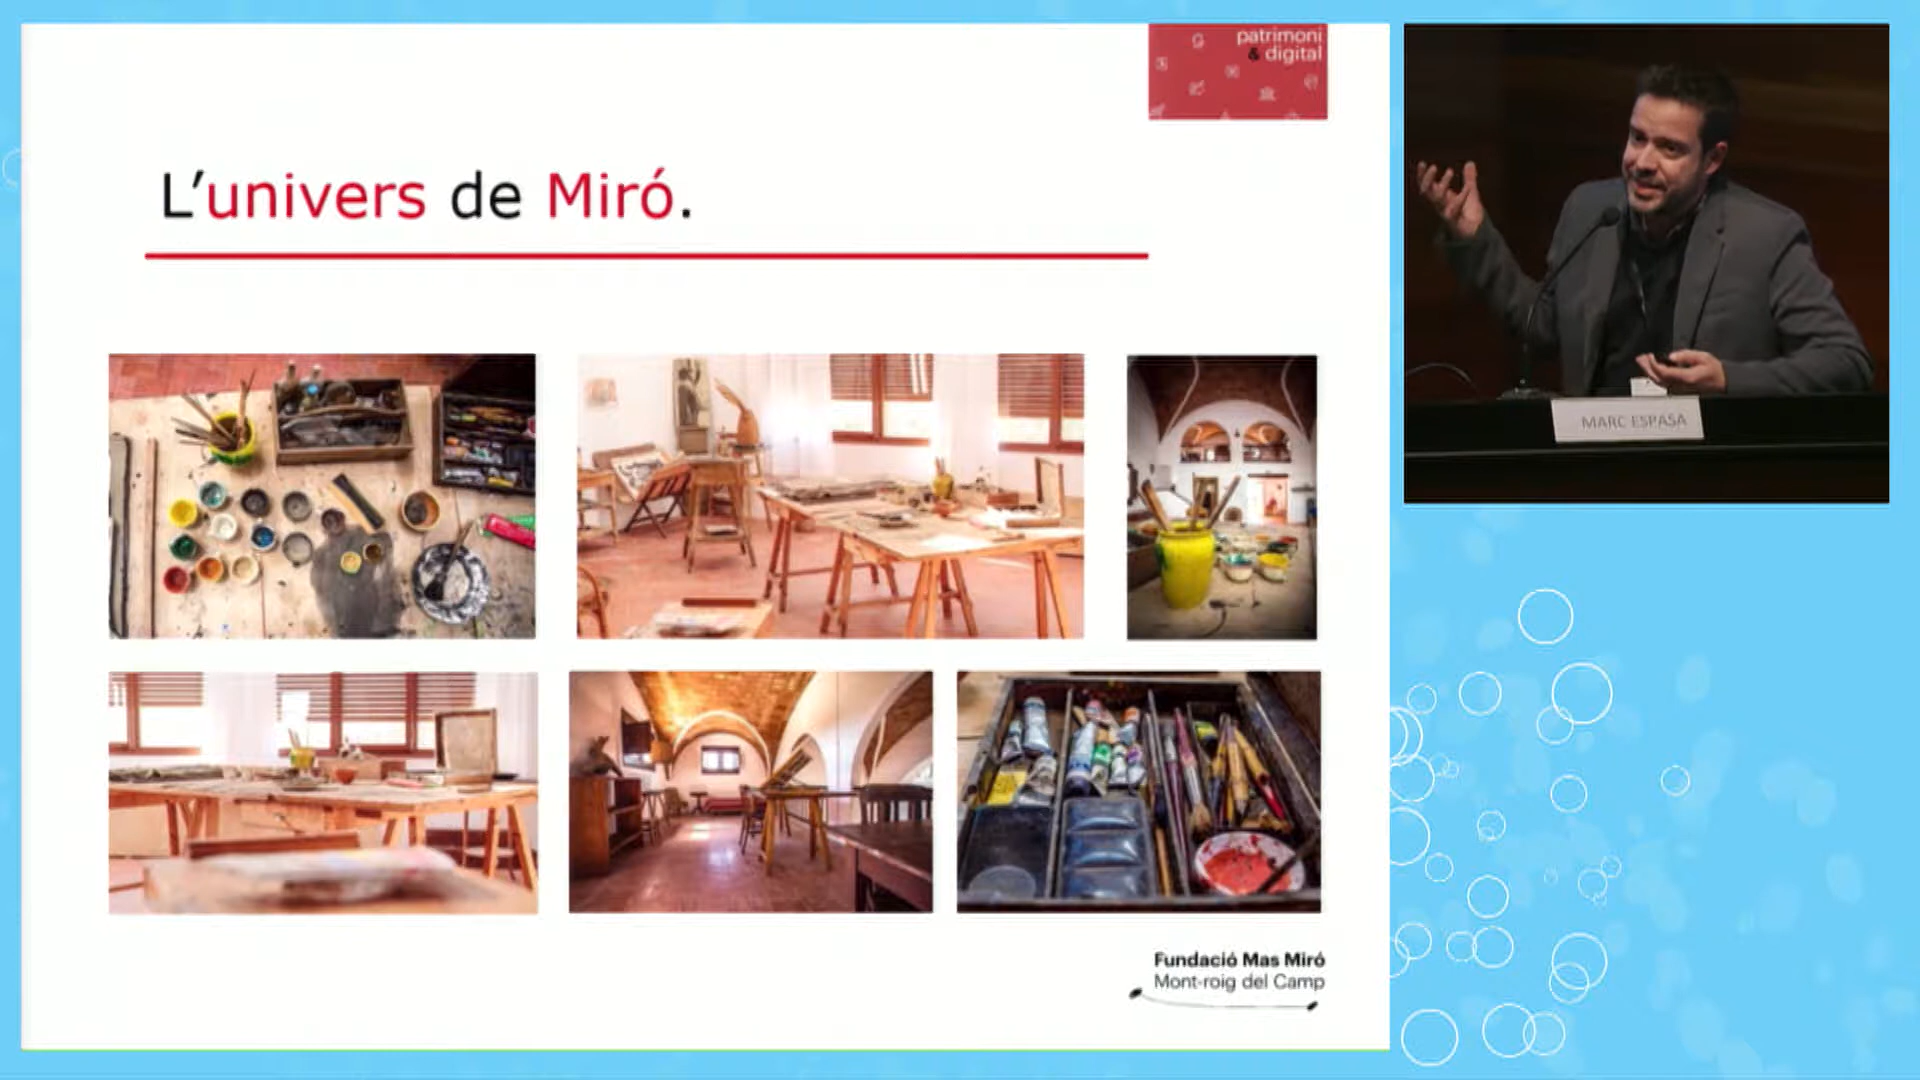 patrimoni
& digital
L'univers de Miró.
MARC ESPASA
Fundació Mas Miró
Mont-roig del Camp